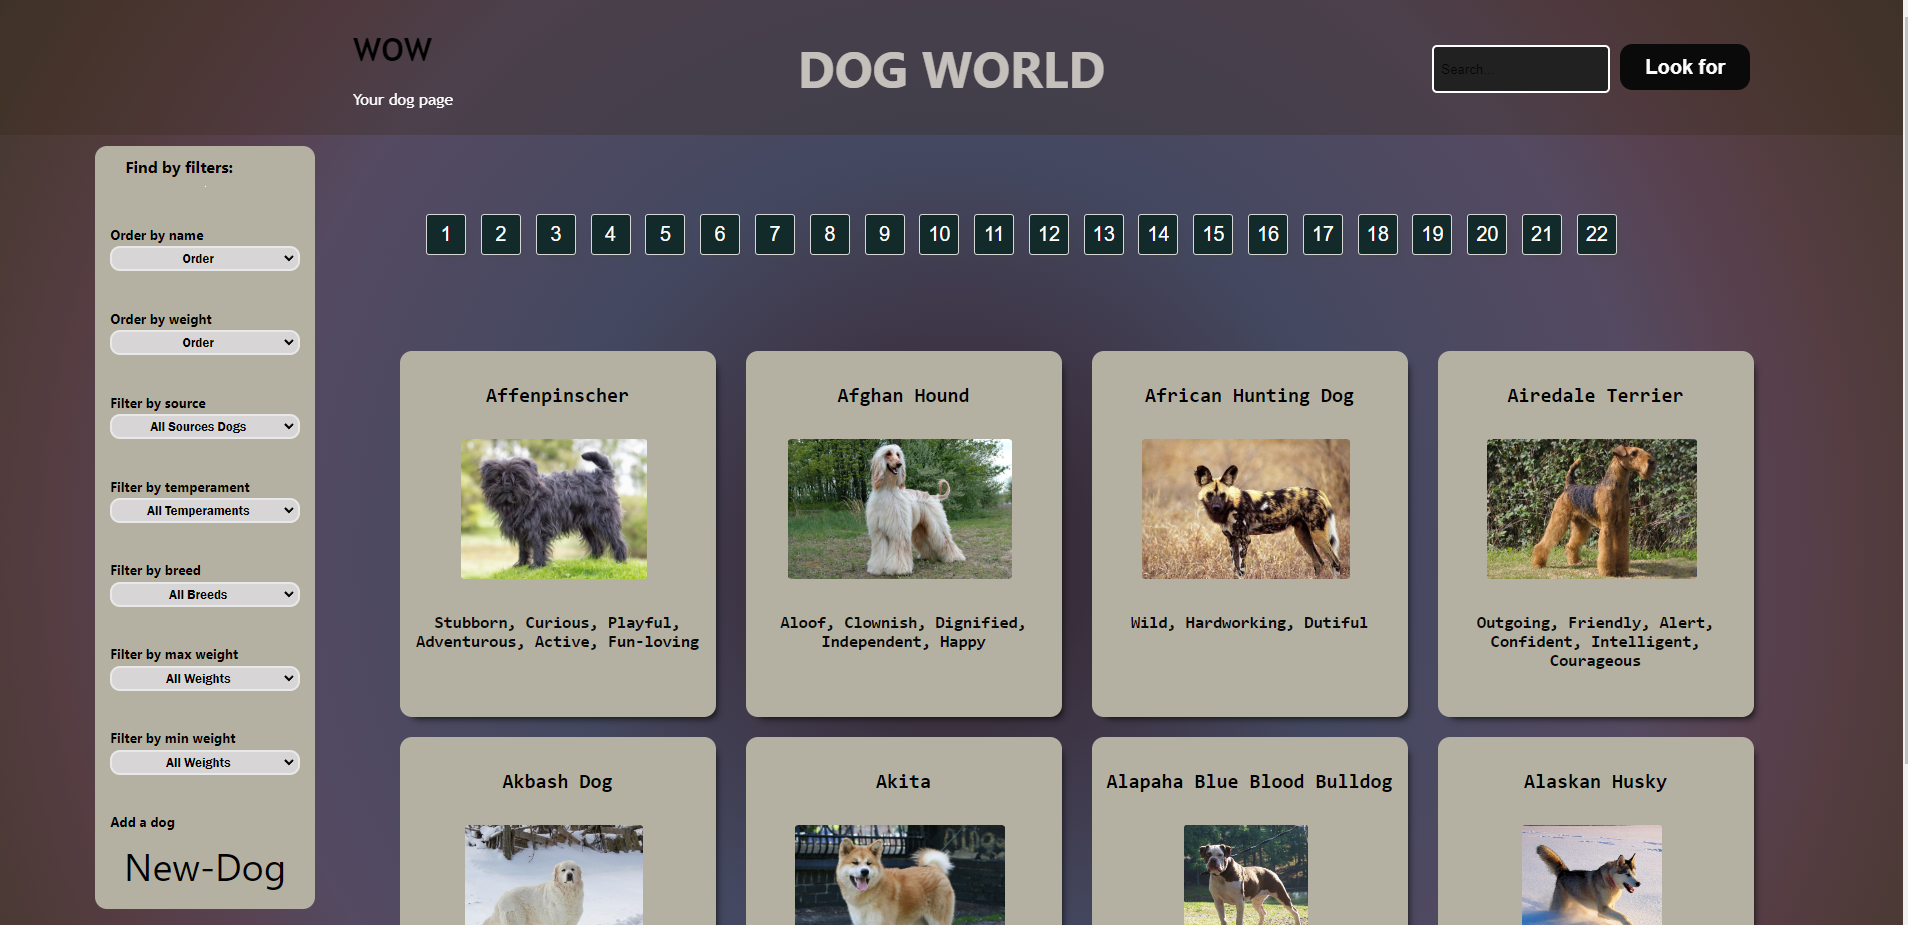 WOW
Your dog page
DOG WORLD
Search...
Look for
Find by filters:
Order by name
Order
Order by weight
Order
Filter by source
All Sources Dogs
Filter by temperament
All Temperaments
Filter by breed
All Breeds
Filter by max weight
All Weights
Filter by min weight
All Weights
Add a dog
New-Dog
1 2 3 4 5 6 7 8 9 10 11 12 13 14 15 16 17 18 19 20 21 22
Affenpinscher
Stubborn, Curious, Playful,
Adventurous, Active, Fun-loving
Afghan Hound
Aloof, Clownish, Dignified,
Independent, Happy
African Hunting Dog
Wild, Hardworking, Dutiful
Airedale Terrier
Outgoing, Friendly, Alert,
Confident, Intelligent,
Courageous
Akbash Dog
Akita
Alapaha Blue Blood Bulldog
Alaskan Husky